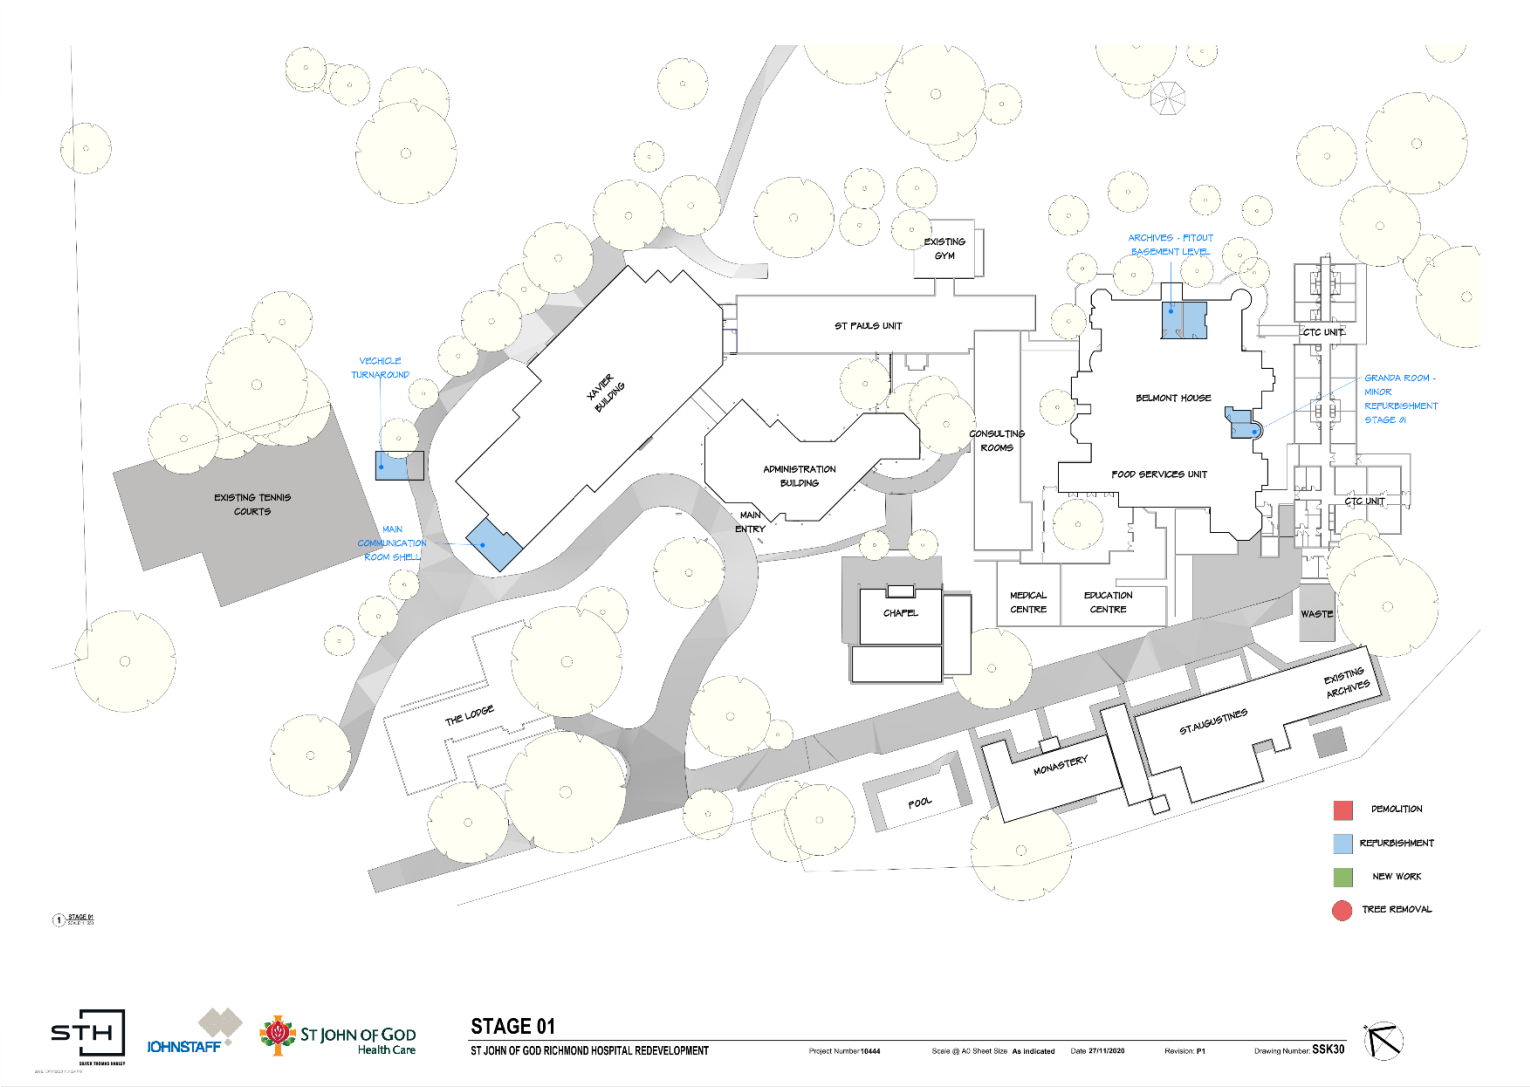 EXISTING
GYM
ARCHIVES - FITOUT
BASEMENT LEVEL
ST PAULS UNIT
CTC UNIT
VECHICLE
TURNAROUND
XAVIER
BUILDING
GRANDA ROOM -
MINOR
REFURBISHMENT
STAGE 01
BELMONT HOUSE
CONSULTING
ROOMS
ADMINISTRATION
BUILDING
FOOD SERVICES UNIT
EXISTING TENNIS
COURTS
CTC UNIT
MAIN
ENTRY
MAIN
COMMUNICATION
ROOM SHELL
MEDICAL
CENTRE
EDUCATION
CENTRE
CHAPEL
WASTE
EXISTING
ARCHIVES
THE LODGE
ST.AUGUSTINES
MONASTERY
POOL
DEMOLITION
REFURBISHMENT
NEW WORK
TREE REMOVAL
1 STAGE 01
STH
SILVER THOMAS HANLEY
JOHNSTAFF
ST JOHN OF GOD
Health Care
STAGE 01
ST JOHN OF GOD RICHMOND HOSPITAL REDEVELOPMENT
Project Number 10444
Scale @ A0 Sheet Size As indicated
Date 27/11/2020
Revision: P1
Drawing Number: SSK30